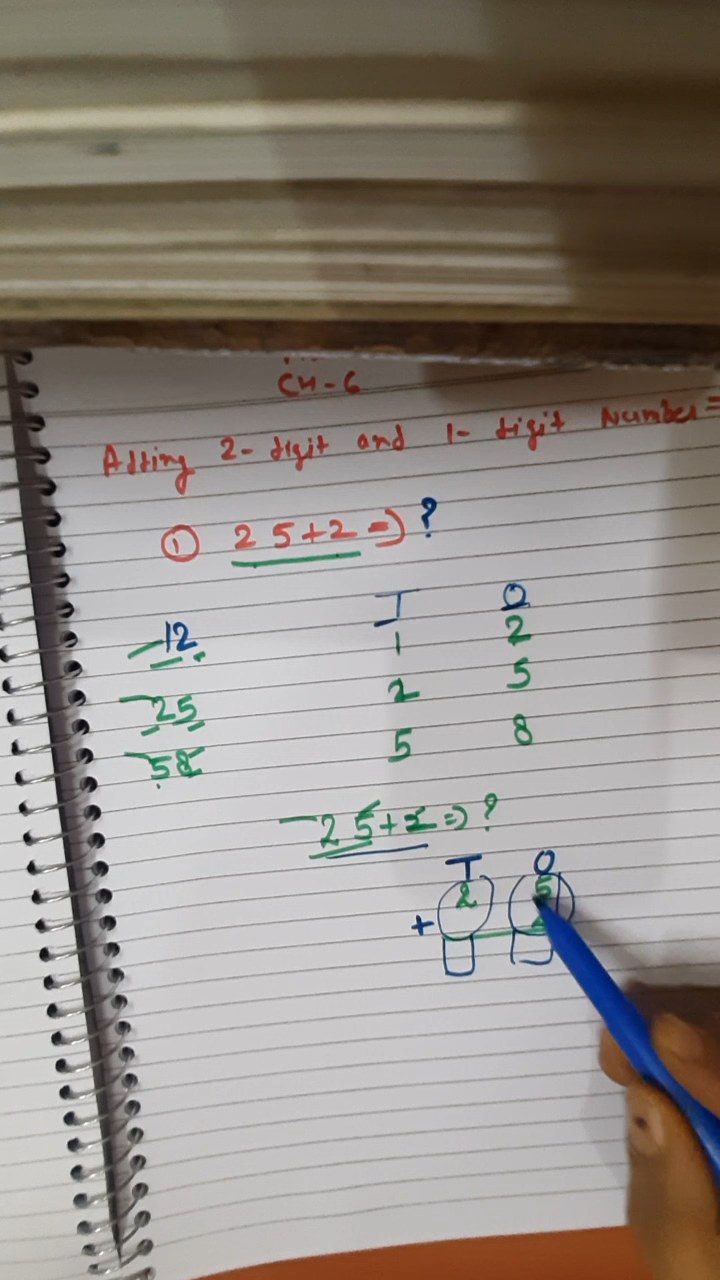 CH-6
Adding 2-digit and 1-digit Number=
① 25+2=) ?
T O
12 1 2
25 2 5
58 5 8
25+2=) ?
T O
2 5
+ 2